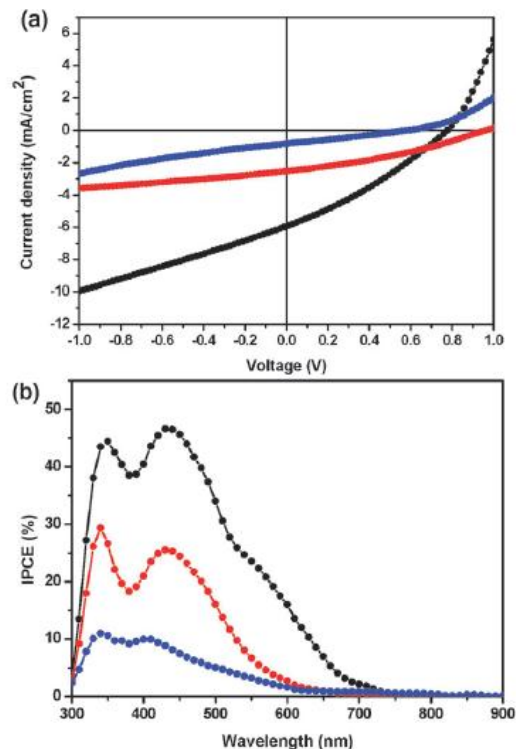 (a)
6
4
2
0
-2
-4
-6
-8
-10
-12
Current density (mA/cm²)
-1.0 -0.8 -0.6 -0.4 -0.2 0.0 0.2 0.4 0.6 0.8 1.0
Voltage (V)
(b)
50
40
30
20
10
0
IPCE (%)
300 400 500 600 700 800 900
Wavelength (nm)